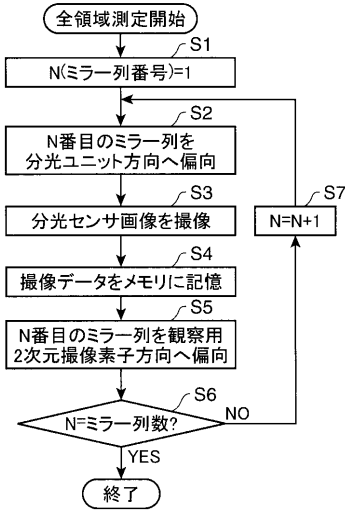 全領域測定開始
S1
N(ミラー列番号)=1
S2
N番目のミラー列を
分光ユニット方向へ偏向
S3
分光センサ画像を撮像
S7
N=N+1
S4
撮像データをメモリに記憶
S5
N番目のミラー列を観察用
2次元撮像素子方向へ偏向
S6
N=ミラー列数?
NO
YES
終了